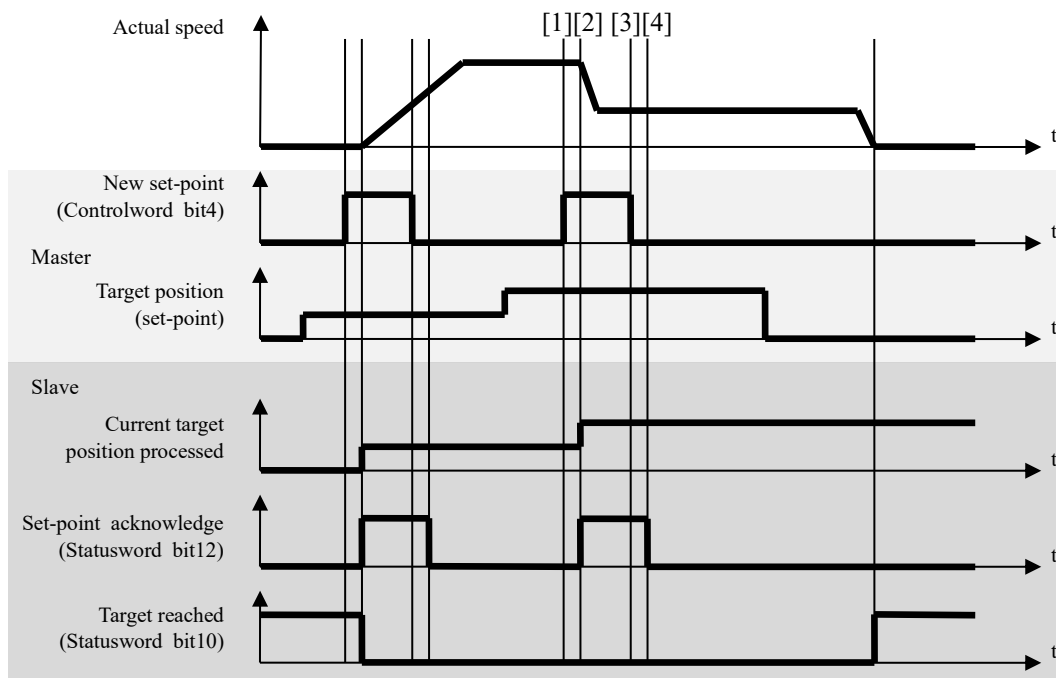 Actual speed
[1][2] [3][4]
t
New set-point
(Controlword bit4)
t
Master
Target position
(set-point)
t
Slave
Current target
position processed
t
Set-point acknowledge
(Statusword bit12)
t
Target reached
(Statusword bit10)
t